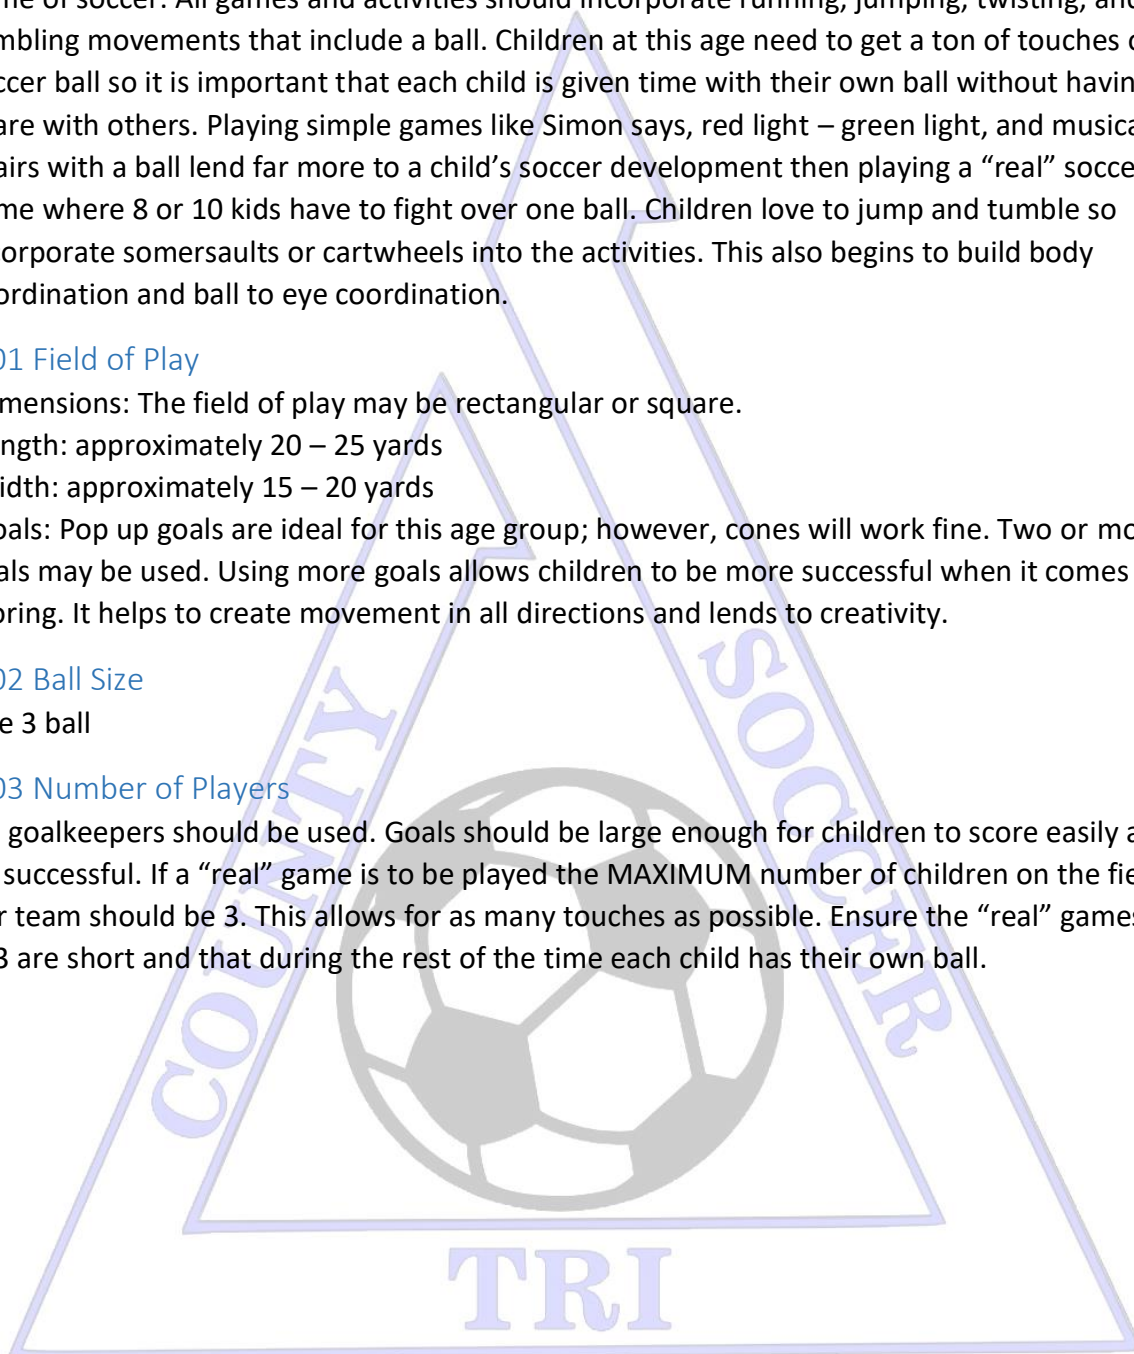 me of soccer. All games and activities should incorporate running, jumping, twisting, and
mbling movements that include a ball. Children at this age need to get a ton of touches o
ccer ball so it is important that each child is given time with their own ball without havin
are with others. Playing simple games like Simon says, red light – green light, and musica
airs with a ball lend far more to a child’s soccer development then playing a “real” socce
me where 8 or 10 kids have to fight over one ball. Children love to jump and tumble so
corporate somersaults or cartwheels into the activities. This also begins to build body
ordination and ball to eye coordination.
01 Field of Play
mensions: The field of play may be rectangular or square.
ngth: approximately 20 – 25 yards
idth: approximately 15 – 20 yards
oals: Pop up goals are ideal for this age group; however, cones will work fine. Two or mo
als may be used. Using more goals allows children to be more successful when it comes
oring. It helps to create movement in all directions and lends to creativity.
02 Ball Size
e 3 ball
03 Number of Players
goalkeepers should be used. Goals should be large enough for children to score easily a
successful. If a “real” game is to be played the MAXIMUM number of children on the fie
r team should be 3. This allows for as many touches as possible. Ensure the “real” games
3 are short and that during the rest of the time each child has their own ball.
COUNTY
SOCCER
TRI